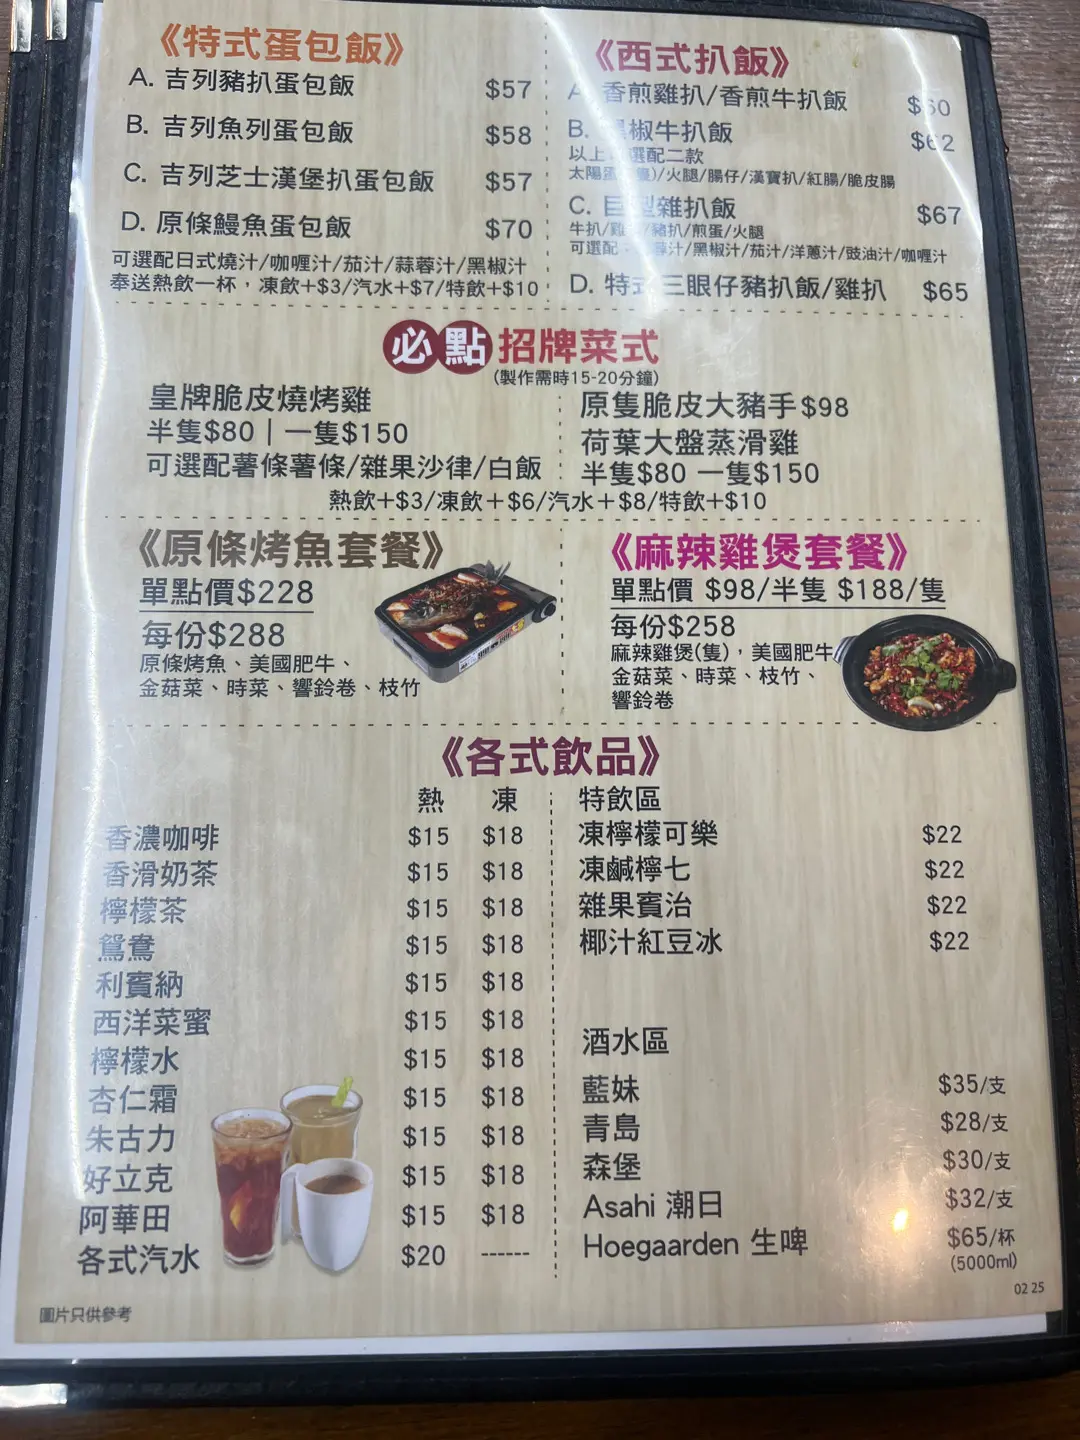 《特式蛋包飯》
A. 吉列豬扒蛋包飯 $57
B. 吉列魚列蛋包飯 $58
C. 吉列芝士漢堡扒蛋包飯 $57
D. 原條鰻魚蛋包飯 $70
可選配日式燒汁/咖喱汁/茄汁/蒜蓉汁/黑椒汁
奉送熱飲一杯，凍飲+$3/汽水+$7/特飲+$10
《西式扒飯》
香煎雞扒/香煎牛扒飯 $60
B. 椒牛扒飯 $62
以上 選配二款
太陽蛋 /火腿/腸仔/漢寶扒/紅腸/脆皮腸
C. 巨型雜扒飯 $67
牛扒/ /豬扒/煎蛋/火腿
可選配： 蓉汁/黑椒汁/茄汁/洋蔥汁/豉油汁/咖喱汁
D. 特式三眼仔豬扒飯/雞扒 $65
必點 招牌菜式
(製作需時15-20分鐘)
皇牌脆皮燒烤雞
半隻$80 | 一隻$150
可選配薯條薯條/雜果沙律/白飯
原隻脆皮大豬手$98
荷葉大盤蒸滑雞
半隻$80 一隻$150
熱飲+$3/凍飲+$6/汽水+$8/特飲+$10
《原條烤魚套餐》
單點價$228
每份$288
原條烤魚、美國肥牛、
金菇菜、時菜、響鈴卷、枝竹
《麻辣雞煲套餐》
單點價 $98/半隻 $188/隻
每份$258
麻辣雞煲(隻)，美國肥牛
金菇菜、時菜、枝竹、
響鈴卷
《各式飲品》
熱 凍
香濃咖啡 $15 $18
香滑奶茶 $15 $18
檸檬茶 $15 $18
鴛鴦 $15 $18
利賓納 $15 $18
西洋菜蜜 $15 $18
檸檬水 $15 $18
杏仁霜 $15 $18
朱古力 $15 $18
好立克 $15 $18
阿華田 $15 $18
各式汽水 $20 ------
特飲區
凍檸檬可樂 $22
凍鹹檸七 $22
雜果賓治 $22
椰汁紅豆冰 $22
酒水區
藍妹 $35/支
青島 $28/支
森堡 $30/支
Asahi 潮日 $32/支
Hoegaarden 生啤 $65/杯
(5000ml)
02 25
圖片只供參考